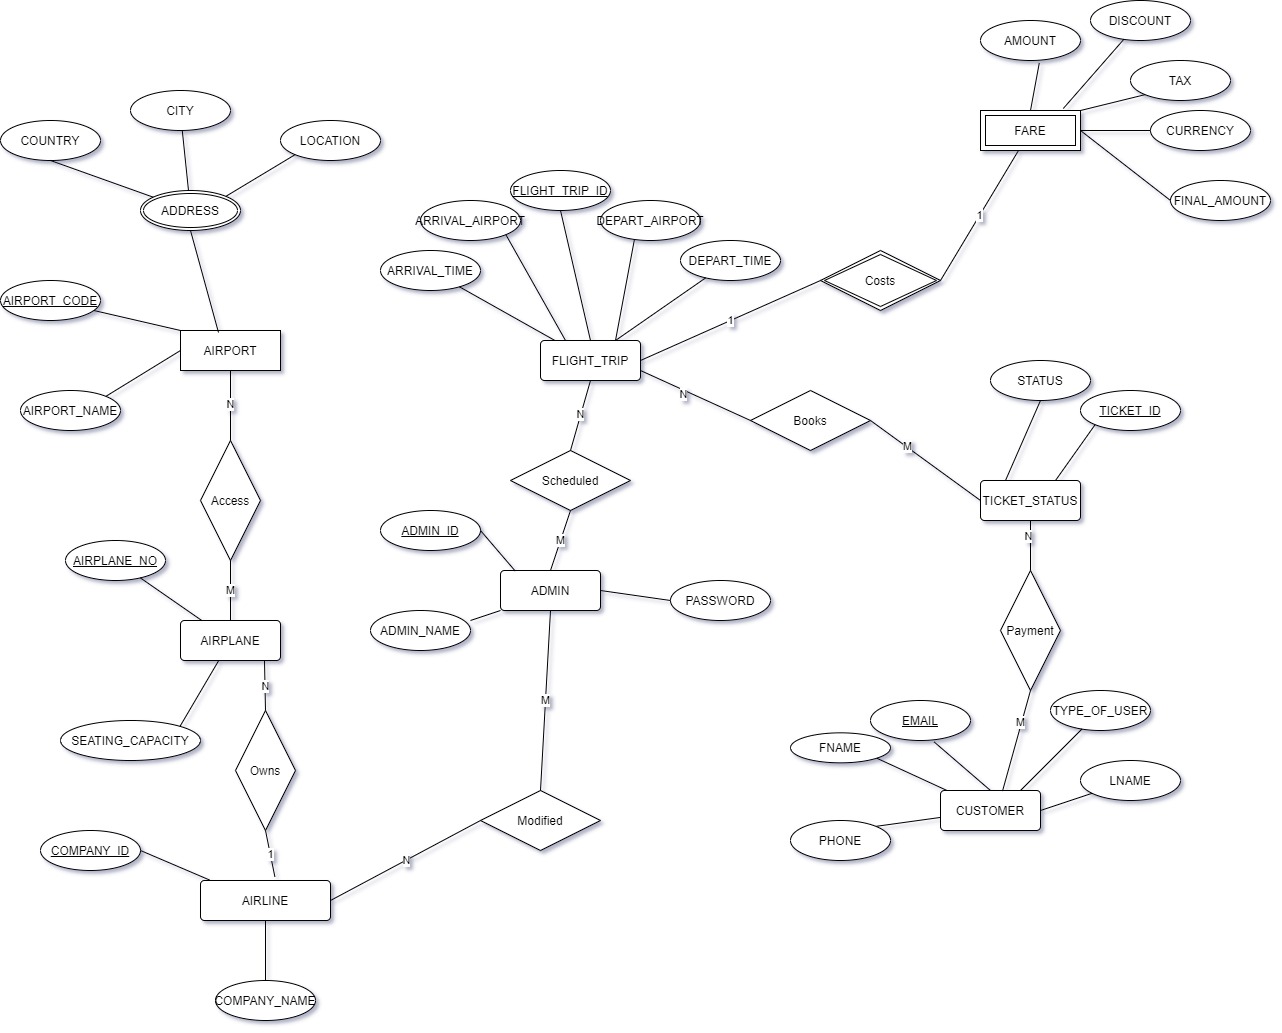 DISCOUNT
AMOUNT
TAX
CITY
COUNTRY
LOCATION
FARE
CURRENCY
FLIGHT_TRIP_ID
FINAL_AMOUNT
ADDRESS
ARRIVAL_AIRPORT
DEPART_AIRPORT
1
ARRIVAL_TIME
DEPART_TIME
Costs
AIRPORT_CODE
1
AIRPORT
FLIGHT_TRIP
STATUS
N
N
AIRPORT_NAME
N
TICKET_ID
Books
M
Scheduled
Access
TICKET_STATUS
ADMIN_ID
N
M
AIRPLANE_NO
M
ADMIN
PASSWORD
ADMIN_NAME
Payment
AIRPLANE
N
M
TYPE_OF_USER
EMAIL
M
SEATING_CAPACITY
FNAME
Owns
LNAME
CUSTOMER
Modified
PHONE
COMPANY_ID
1
N
AIRLINE
COMPANY_NAME